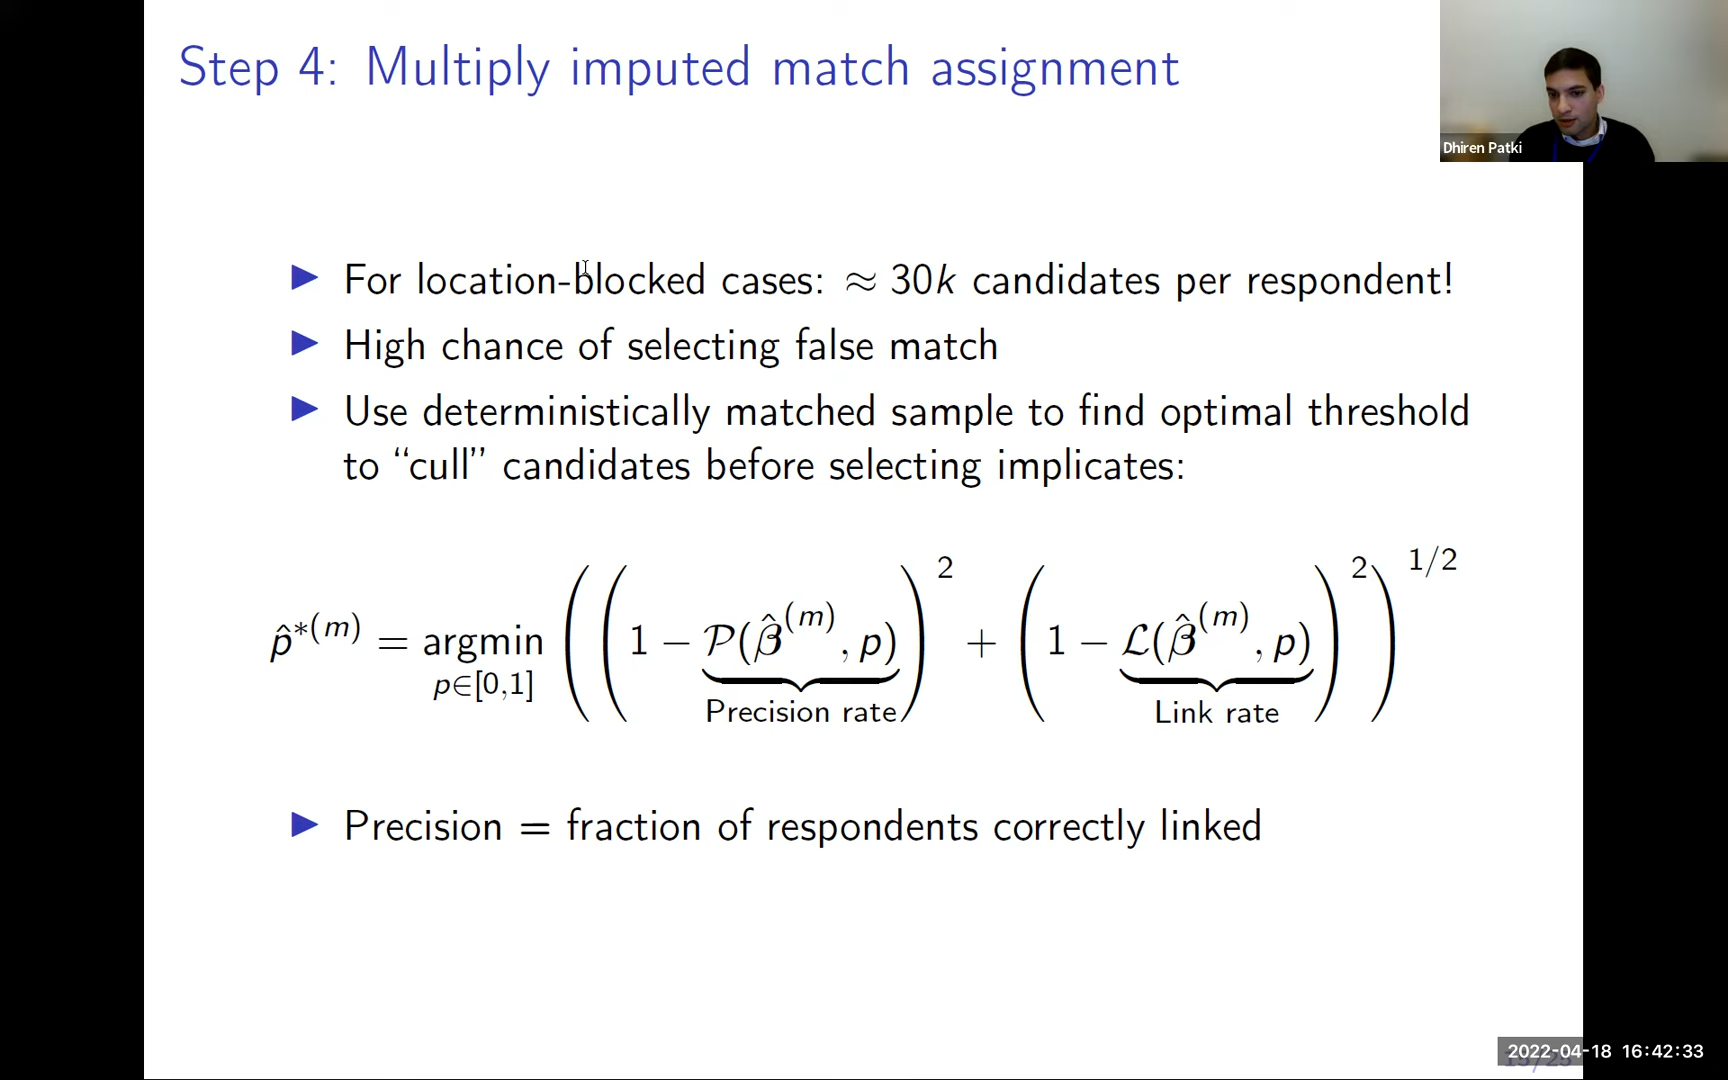 Step 4: Multiply imputed match assignment
Dhiren Patki
▶ For location-blocked cases: ≈ 30k candidates per respondent!
▶ High chance of selecting false match
▶ Use deterministically matched sample to find optimal threshold
to “cull” candidates before selecting implicates:
p̂*(m) = argmin p∈[0,1] ((1 − 𝒫(β̂(m), p))2 + (1 − ℒ(β̂(m), p))2)1/2
Precision rate Link rate
▶ Precision = fraction of respondents correctly linked
2022-04-18 16:42:33